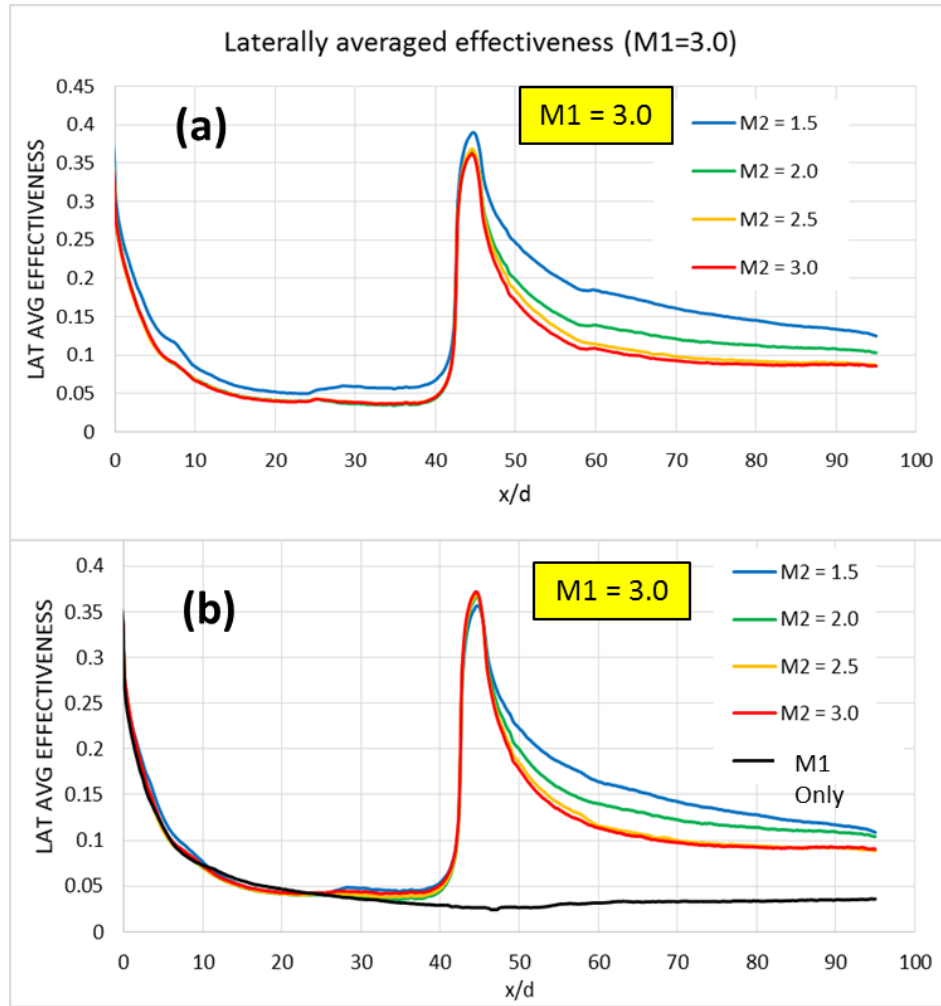 Laterally averaged effectiveness (M1=3.0)
(a)
M1 = 3.0
M2 = 1.5
M2 = 2.0
M2 = 2.5
M2 = 3.0
LAT AVG EFFECTIVENESS
0.45
0.4
0.35
0.3
0.25
0.2
0.15
0.1
0.05
0
0 10 20 30 40 50 60 70 80 90 100
x/d
(b)
M1 = 3.0
M2 = 1.5
M2 = 2.0
M2 = 2.5
M2 = 3.0
M1
Only
LAT AVG EFFECTIVENESS
0.4
0.35
0.3
0.25
0.2
0.15
0.1
0.05
0
0 10 20 30 40 50 60 70 80 90 100
x/d